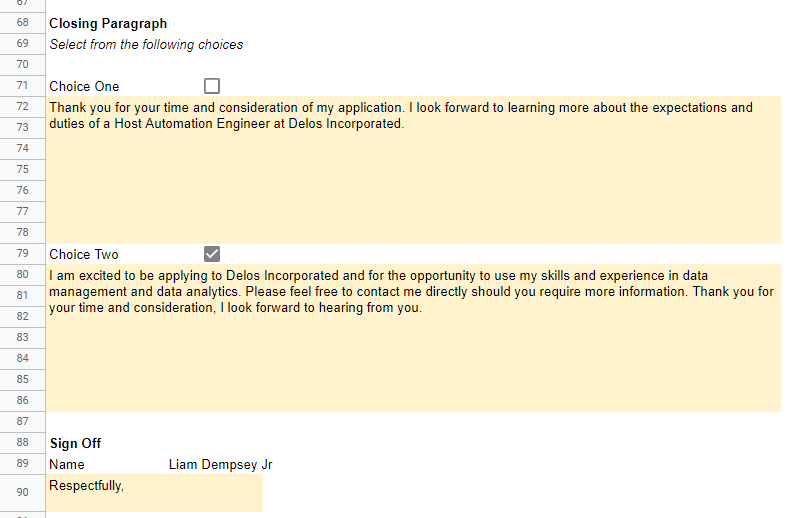 67
68 Closing Paragraph
69 Select from the following choices
70
71 Choice One
72 Thank you for your time and consideration of my application. I look forward to learning more about the expectations and
73 duties of a Host Automation Engineer at Delos Incorporated.
74
75
76
77
78
79 Choice Two
80 I am excited to be applying to Delos Incorporated and for the opportunity to use my skills and experience in data
81 management and data analytics. Please feel free to contact me directly should you require more information. Thank you for
82 your time and consideration, I look forward to hearing from you.
83
84
85
86
87
88 Sign Off
89 Name Liam Dempsey Jr
90 Respectfully,